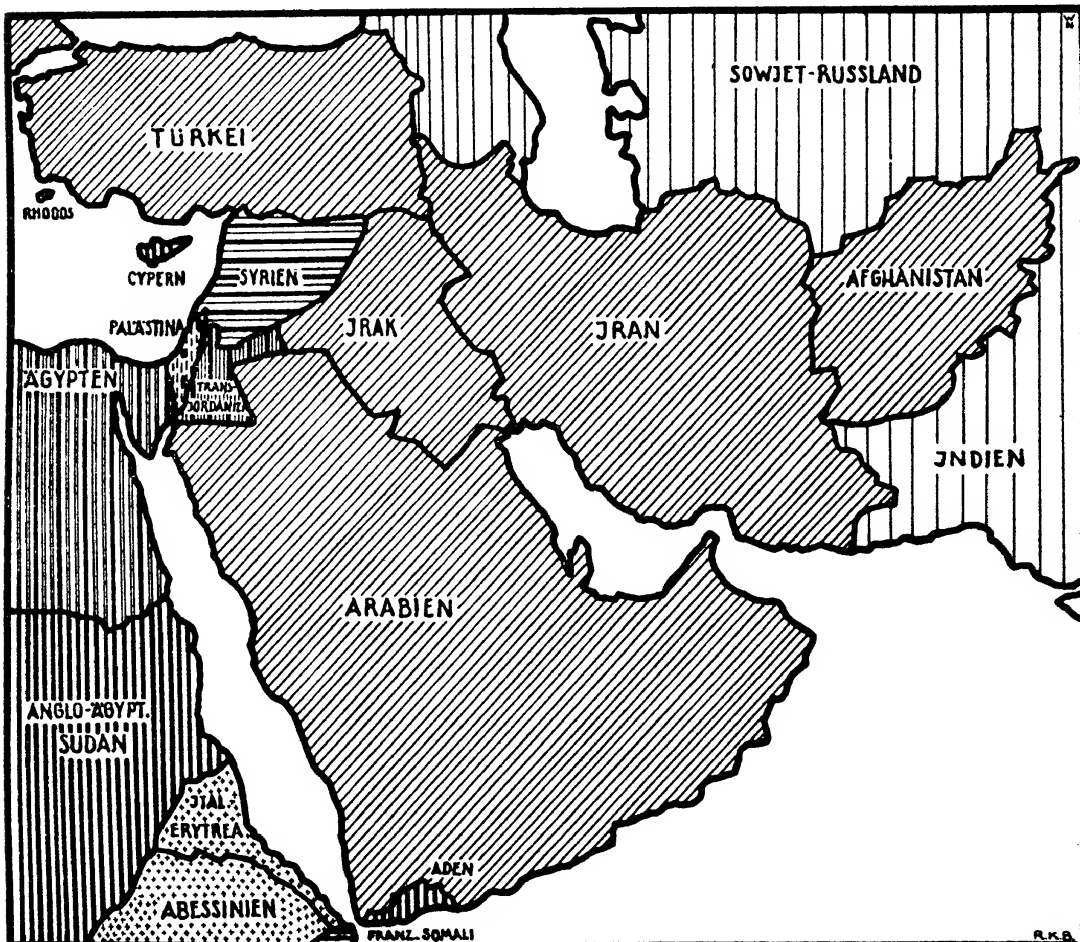 SOWJET-RUSSLAND
TÜRKEI
RHODOS
CYPERN
SYRIEN
AFGHANISTAN
PALÄSTINA
JRAK
JRAN
ÄGYPTEN
TRANS-
JORDANIEN
JNDIEN
ARABIEN
ANGLO-ÄGYPT.
SUDAN
JTAL.
ERYTREA
ADEN
ABESSINIEN
FRANZ. SOMALI
R.K.B.